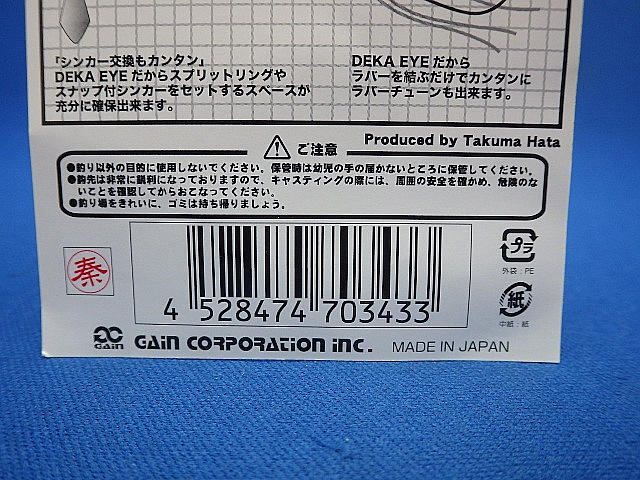 「シンカー交換もカンタン」
DEKA EYEだからスプリットリングや
スナップ付シンカーをセットするスペースが
充分に確保出来ます。
DEKA EYEだから
ラバーを結ぶだけでカンタンに
ラバーチューンも出来ます。
Produced by Takuma Hata
ご注意
●釣り以外の目的に使用しないでください。保管時は幼児の手の届かないところに保管してください。
●鈎先は非常に鋭利になっておりますので、キャスティングの際には、周囲の安全を確かめ、危険のな
いことを確認してからおこなってください。
●釣り場をきれいに、ゴミは持ち帰りましょう。
秦
4 528474 703433
プラ
外袋:PE
紙
中紙:紙
GAIN
GAIN CORPORATION INC.
MADE IN JAPAN